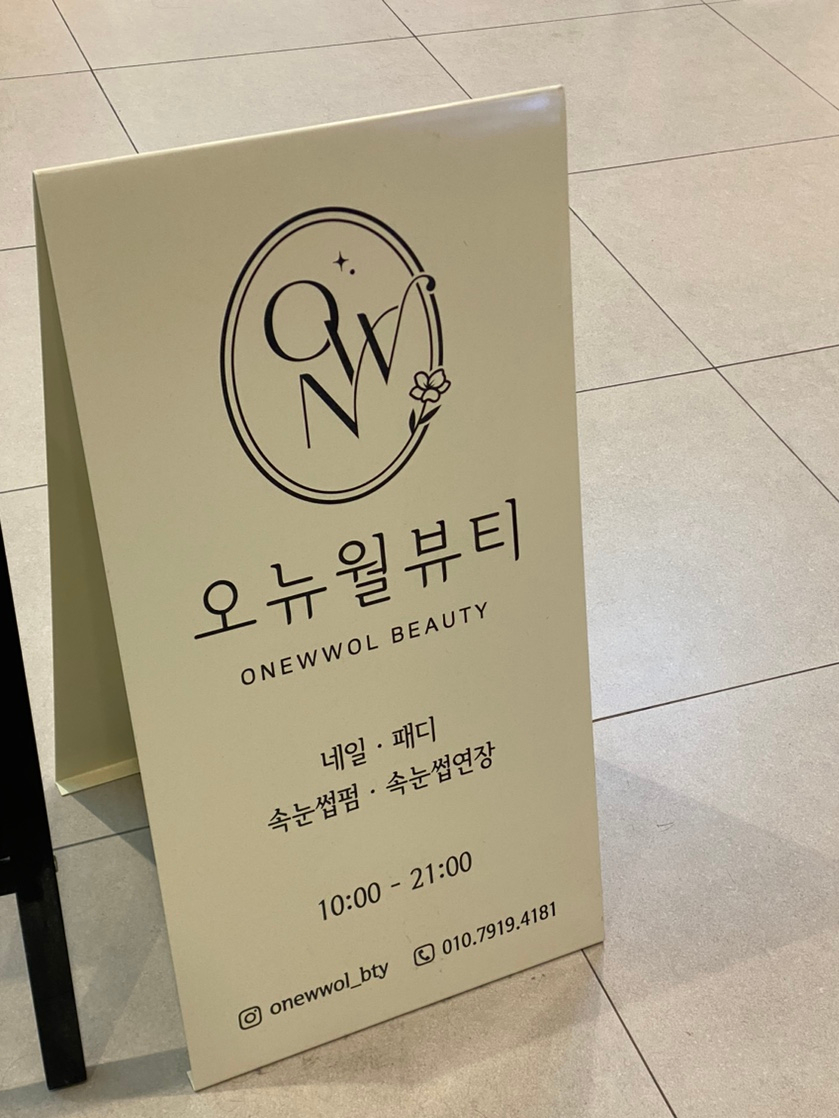 ONW
오뉴월뷰티
ONEWWOL BEAUTY
네일 · 패디
속눈썹펌 · 속눈썹연장
10:00 - 21:00
onewwol_bty 010.7919.4181